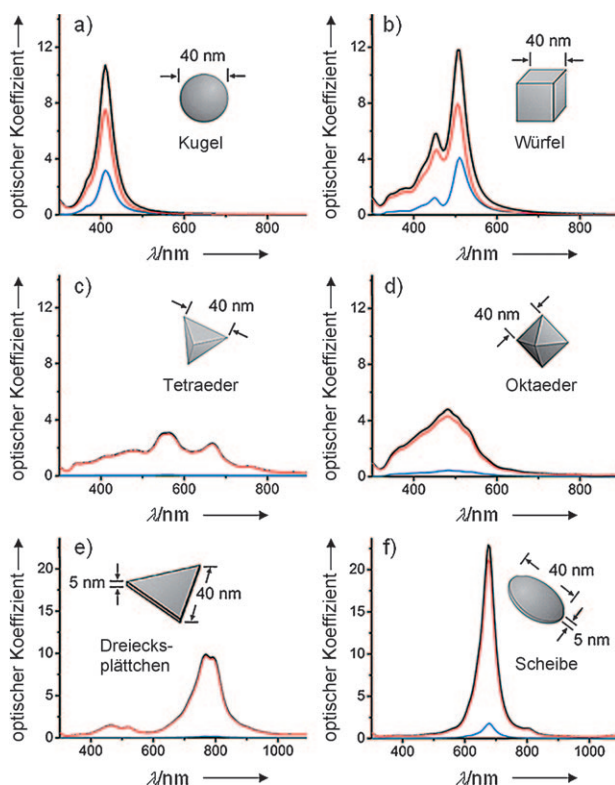 a)
40 nm
Kugel
optischer Koeffizient
12
8
4
0
400
600
800
λ/nm
b)
40 nm
Würfel
optischer Koeffizient
12
8
4
0
400
600
800
λ/nm
c)
40 nm
Tetraeder
optischer Koeffizient
12
8
4
0
400
600
800
λ/nm
d)
40 nm
Oktaeder
optischer Koeffizient
12
8
4
0
400
600
800
λ/nm
e)
5 nm
40 nm
Dreiecks-
plättchen
optischer Koeffizient
20
15
10
5
0
400
600
800
1000
λ/nm
f)
40 nm
5 nm
Scheibe
optischer Koeffizient
20
15
10
5
0
400
600
800
1000
λ/nm